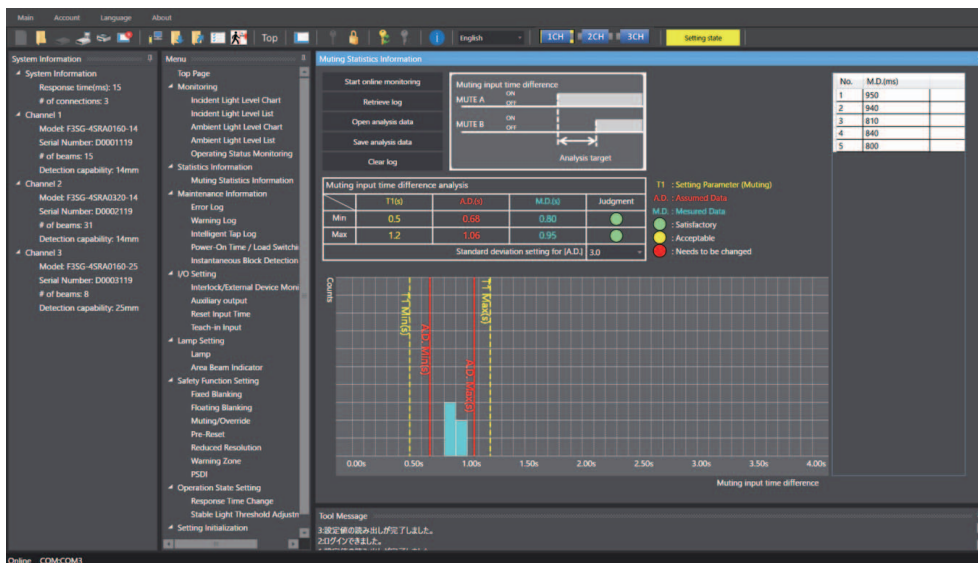 Main Account Language About
Top English 1CH 2CH 3CH Setting state
System Information
System Information
Response time(ms): 15
# of connections: 3
Channel 1
Model: F3SG-4SRA0160-14
Serial Number: D0001119
# of beams: 15
Detection capability: 14mm
Channel 2
Model: F3SG-4SRA0320-14
Serial Number: D0002119
# of beams: 31
Detection capability: 14mm
Channel 3
Model: F3SG-4SRA0160-25
Serial Number: D0003119
# of beams: 8
Detection capability: 25mm
Menu
Top Page
Monitoring
Incident Light Level Chart
Incident Light Level List
Ambient Light Level Chart
Ambient Light Level List
Operating Status Monitoring
Statistics Information
Muting Statistics Information
Maintenance Information
Error Log
Warning Log
Intelligent Tap Log
Power-On Time / Load Switchi
Instantaneous Block Detection
I/O Setting
Interlock/External Device Moni
Auxiliary output
Reset Input Time
Teach-in Input
Lamp Setting
Lamp
Area Beam Indicator
Safety Function Setting
Fixed Blanking
Floating Blanking
Muting/Override
Pre-Reset
Reduced Resolution
Warning Zone
PSDI
Operation State Setting
Response Time Change
Stable Light Threshold Adjustm
Setting Initialization
Muting Statistics Information
Start online monitoring
Retrieve log
Open analysis data
Save analysis data
Clear log
Muting input time difference
MUTE A ON
OFF
MUTE B ON
OFF
Analysis target
No. M.D.(ms)
1 950
2 940
3 810
4 840
5 800
Muting input time difference analysis
T1(s) A.D.(s) M.D.(s) Judgment
Min 0.5 0.68 0.80
Max 1.2 1.06 0.95
Standard deviation setting for [A.D.] 3.0
T1 : Setting Parameter (Muting)
A.D. : Assumed Data
M.D. : Mesured Data
: Satisfactory
: Acceptable
: Needs to be changed
Counts
T1 Min(s)
A.D. Min(s)
A.D. Max(s)
T1 Max(s)
0.00s 0.50s 1.00s 1.50s 2.00s 2.50s 3.00s 3.50s 4.00s
Muting input time difference
Tool Message
3:設定値の読み出しが完了しました。
2:ログインできました。
Online COM:COM3